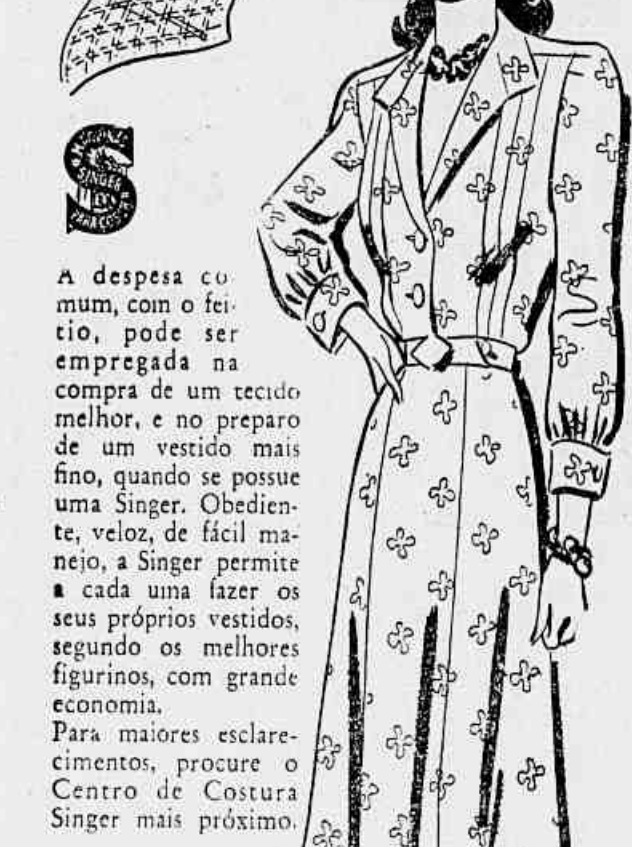 SINGER
PARA COSER
A despesa co-
mum, com o fei-
tio, pode ser
empregada na
compra de um tecido
melhor, e no preparo
de um vestido mais
fino, quando se possue
uma Singer. Obedien-
te, veloz, de fácil ma-
nejo, a Singer permite
a cada uma fazer os
seus próprios vestidos,
segundo os melhores
figurinos, com grande
economia.
Para maiores esclare-
cimentos, procure o
Centro de Costura
Singer mais próximo.